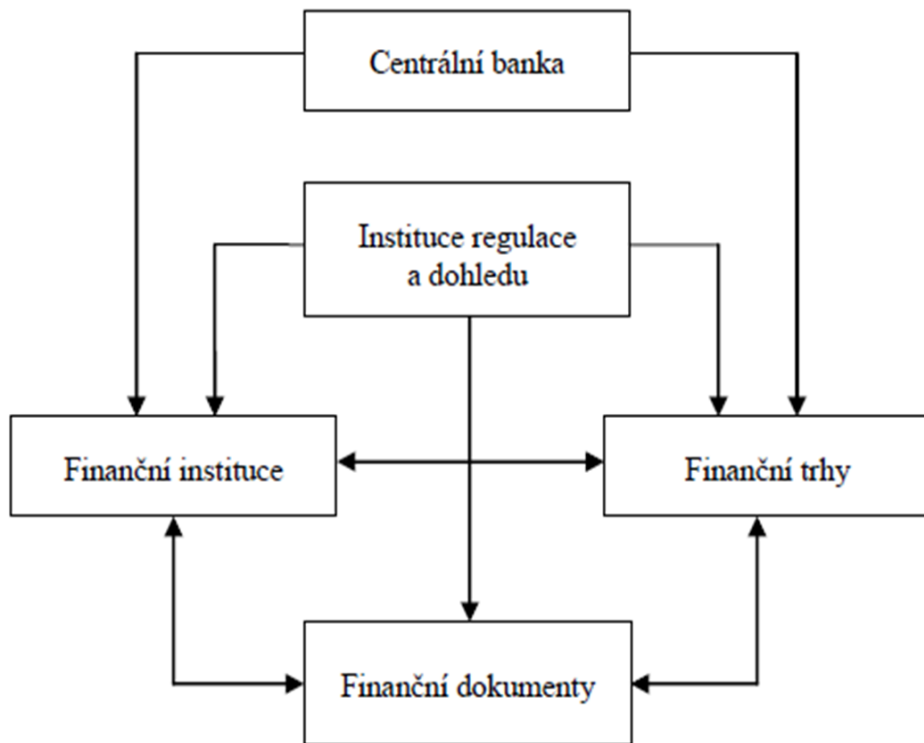 Centrální banka
Instituce regulace
a dohledu
Finanční instituce
Finanční trhy
Finanční dokumenty